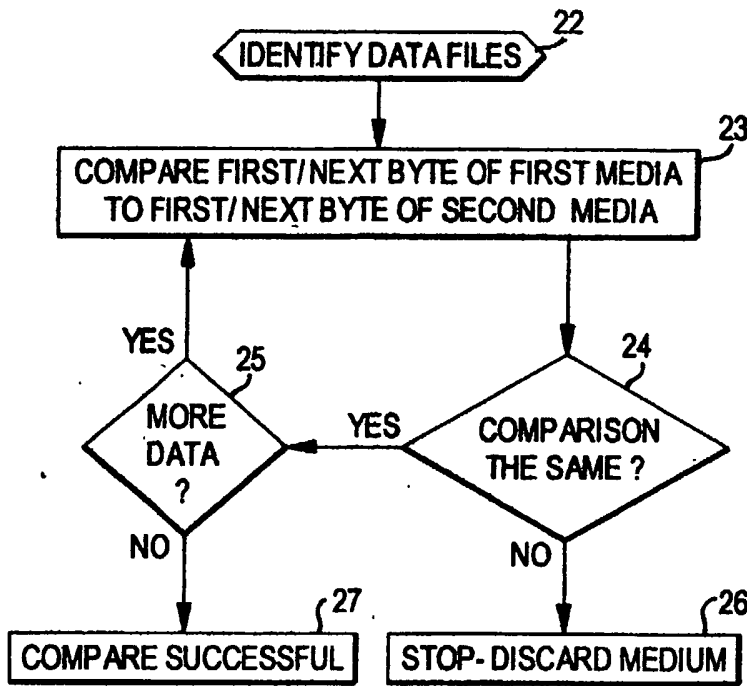 22
IDENTIFY DATA FILES
23
COMPARE FIRST/NEXT BYTE OF FIRST MEDIA
TO FIRST/NEXT BYTE OF SECOND MEDIA
YES
25
24
MORE
DATA
?
YES
COMPARISON
THE SAME ?
NO
NO
27
26
COMPARE SUCCESSFUL
STOP- DISCARD MEDIUM